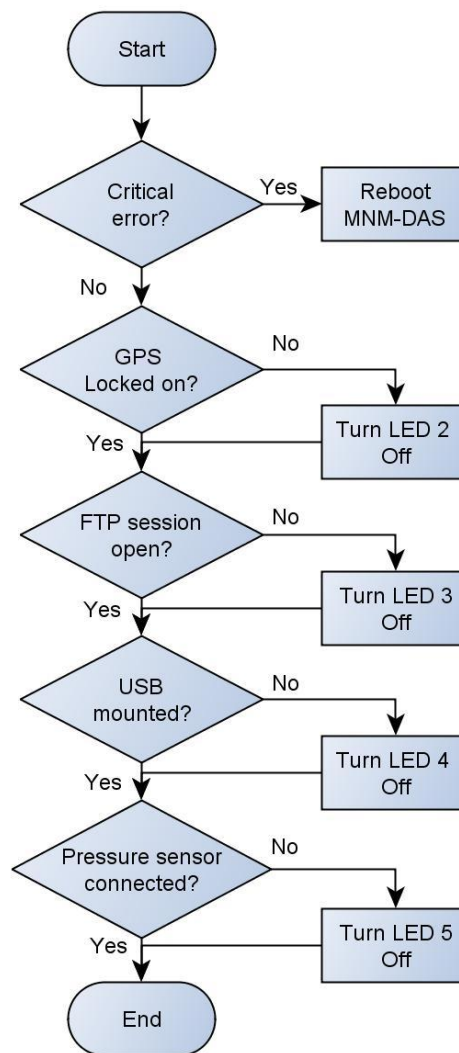 Start
Critical
error?
Yes
Reboot
MNM-DAS
No
GPS
Locked on?
No
Turn LED 2
Off
Yes
FTP session
open?
No
Turn LED 3
Off
Yes
USB
mounted?
No
Turn LED 4
Off
Yes
Pressure sensor
connected?
No
Turn LED 5
Off
Yes
End